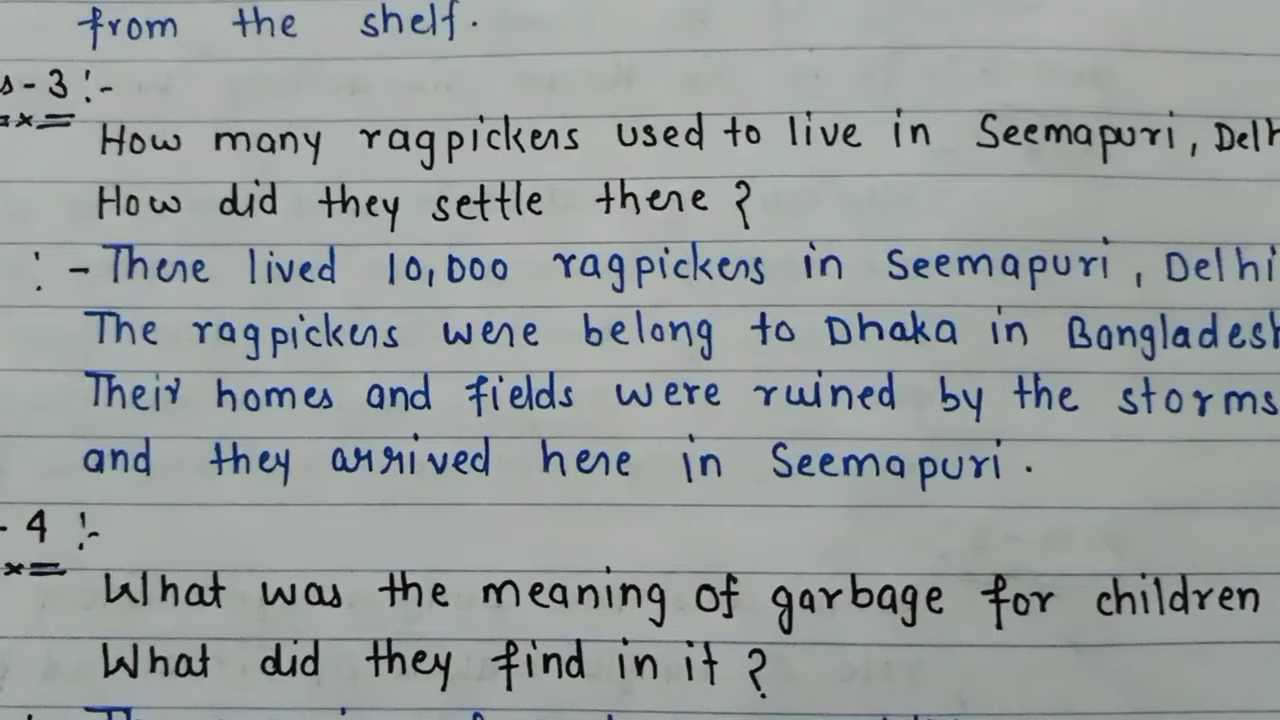 from the shelf.
s-3:-
How many ragpickers used to live in Seemapuri, Delh
How did they settle there?
:- There lived 10,000 ragpickers in Seemapuri, Delhi
The ragpickers were belong to Dhaka in Bangladesh
Their homes and fields were ruined by the storms
and they arrived here in Seemapuri.
- 4 :-
What was the meaning of garbage for children
What did they find in it?